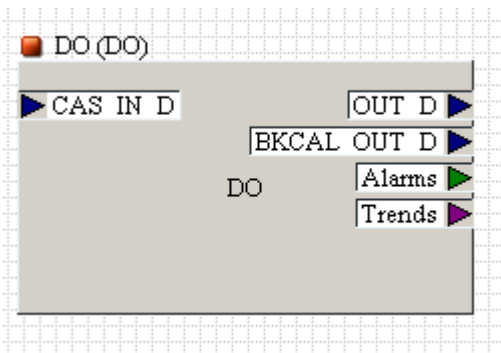 DO (DO)
CAS IN D
OUT D
BKCAL OUT D
DO
Alarms
Trends